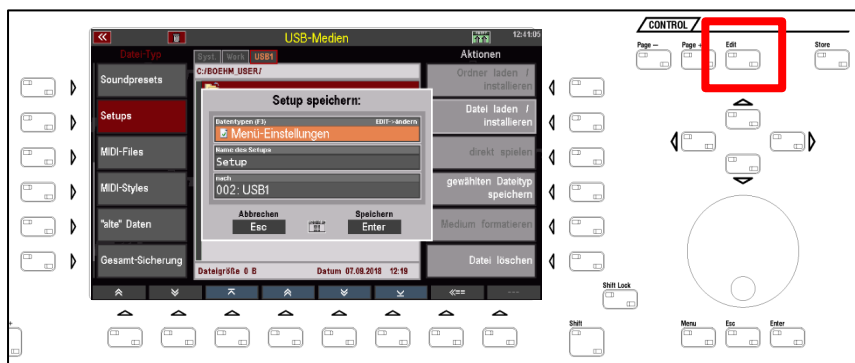 USB-Medien
12:41:05
Datei-Typ
Syst. Work USB1
Aktionen
C:/BOEHM_USER/
Soundpresets
Setups
MIDI-Files
MIDI-Styles
"alte" Daten
Gesamt-Sicherung
Setup speichern:
Datentypen (F3) EDIT->ändern
Menü-Einstellungen
Name des Setups
Setup
nach
002: USB1
Abbrechen Speichern
Esc Enter
Dateigröße 0 B Datum 07.09.2018 12:19
Ordner laden /
installieren
Datei laden /
installieren
direkt spielen
gewählten Dateityp
speichern
Medium formatieren
Datei löschen
CONTROL
Page – Page + Edit Store
Shift Lock
Shift Menu Esc Enter